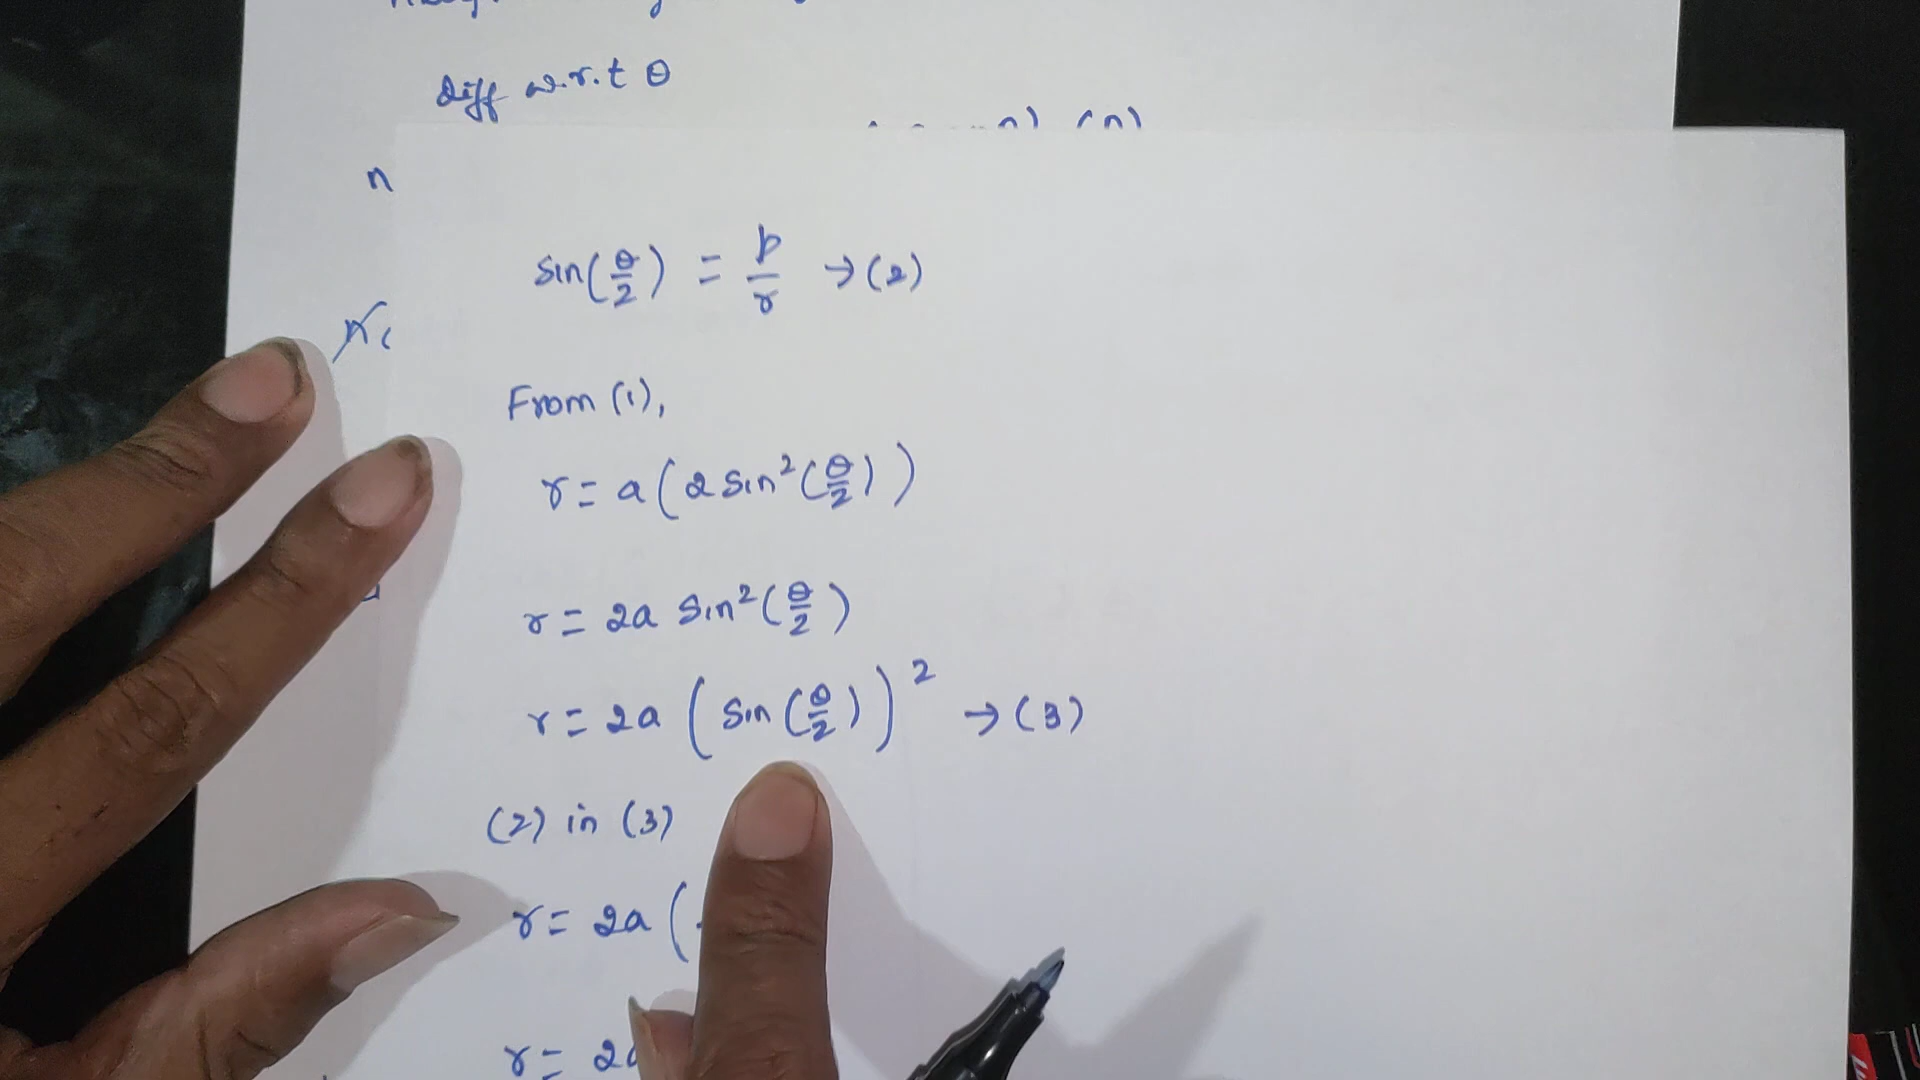 diff w.r.t θ
n
sin(θ/2) = p/r → (2)
From (1),
r = a(2 sin²(θ/2))
r = 2a sin²(θ/2)
r = 2a (sin(θ/2))² → (3)
(2) in (3)
r = 2a (
r = 2a